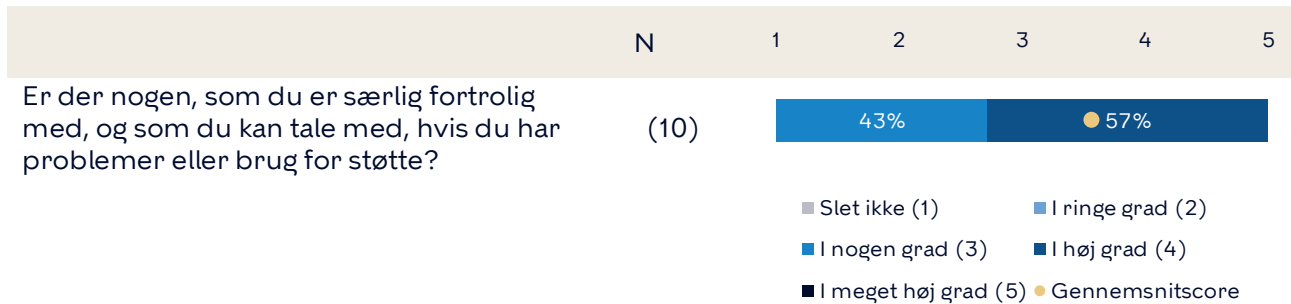 N 1 2 3 4 5
Er der nogen, som du er særlig fortrolig
med, og som du kan tale med, hvis du har
problemer eller brug for støtte?
(10)
43% 57%
Slet ikke (1) I ringe grad (2)
I nogen grad (3) I høj grad (4)
I meget høj grad (5) Gennemsnitscore